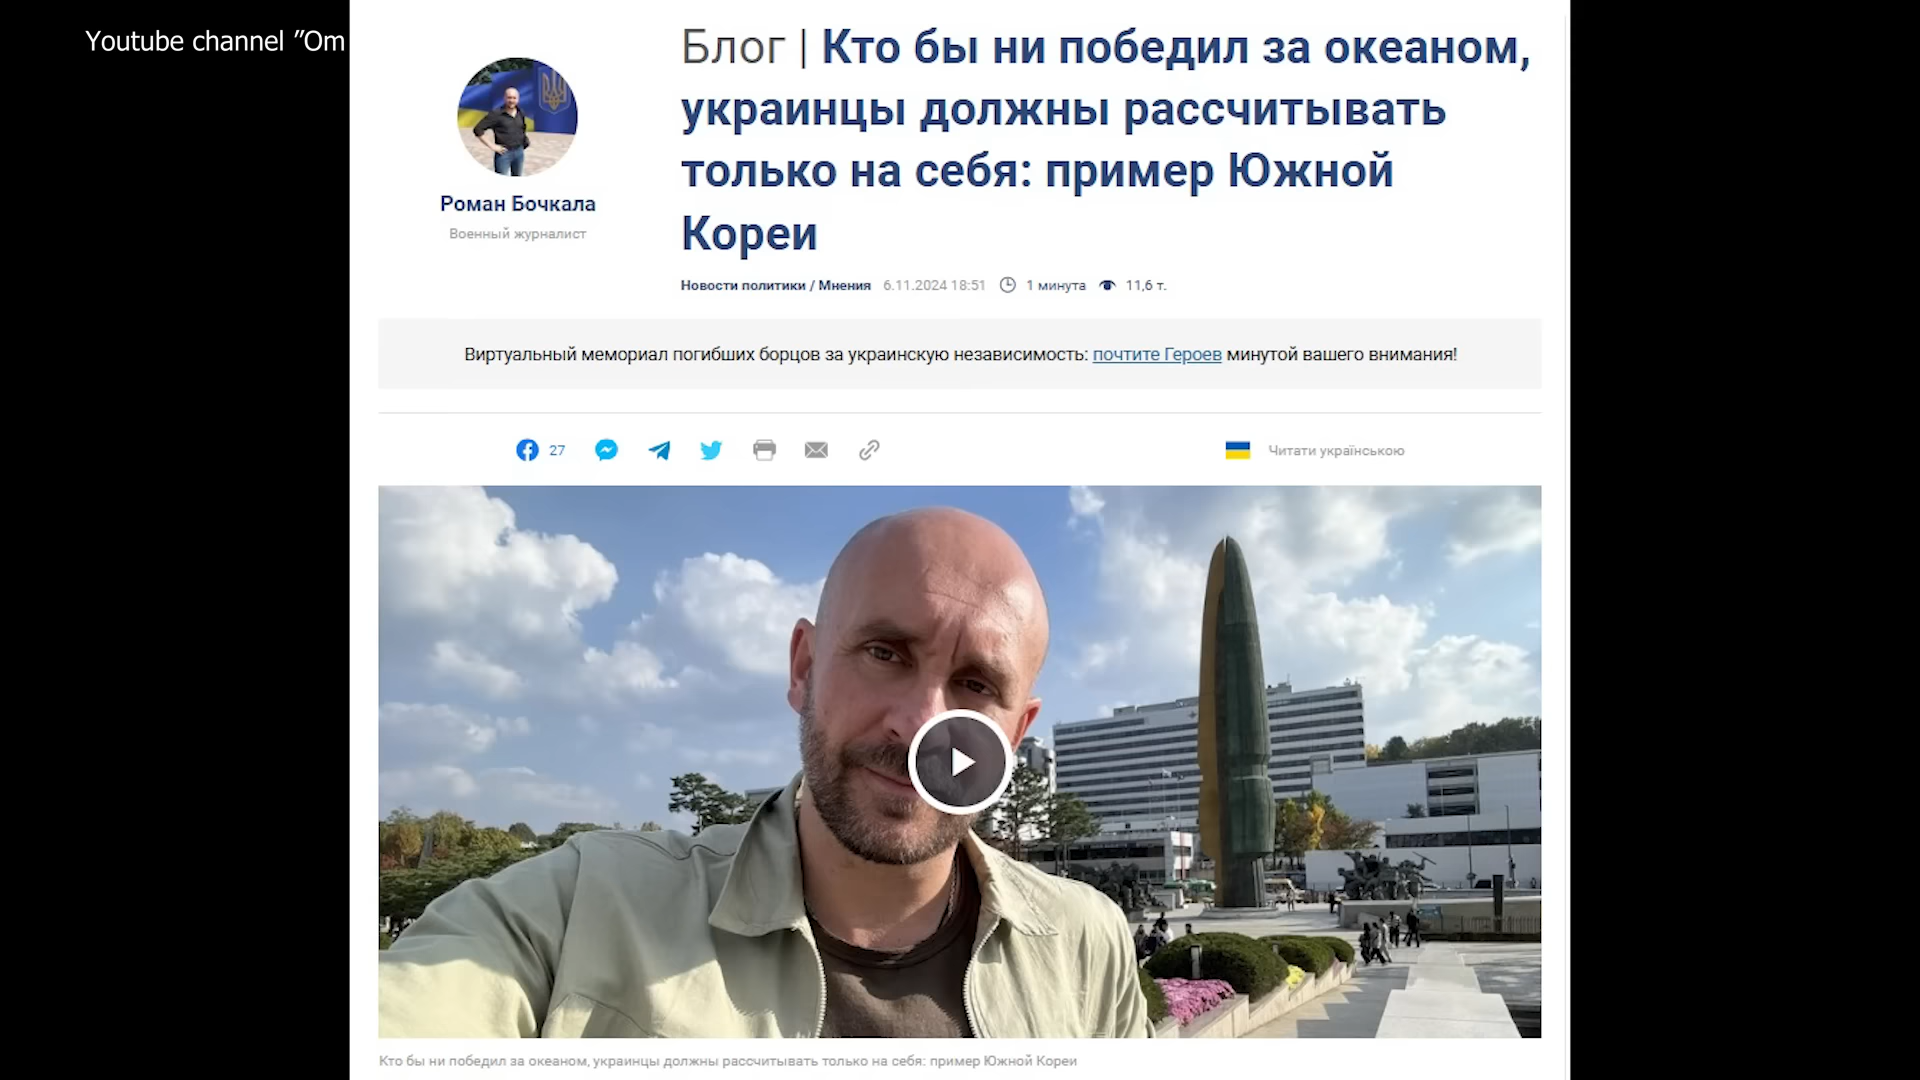 Youtube channel ”Om
Блог | Кто бы ни победил за океаном,
украинцы должны рассчитывать
только на себя: пример Южной
Кореи
Роман Бочкала
Военный журналист
Новости политики / Мнения 6.11.2024 18:51 1 минута 11,6 т.
Виртуальный мемориал погибших борцов за украинскую независимость: почтите Героев минутой вашего внимания!
27
Читати українською
Кто бы ни победил за океаном, украинцы должны рассчитывать только на себя: пример Южной Кореи